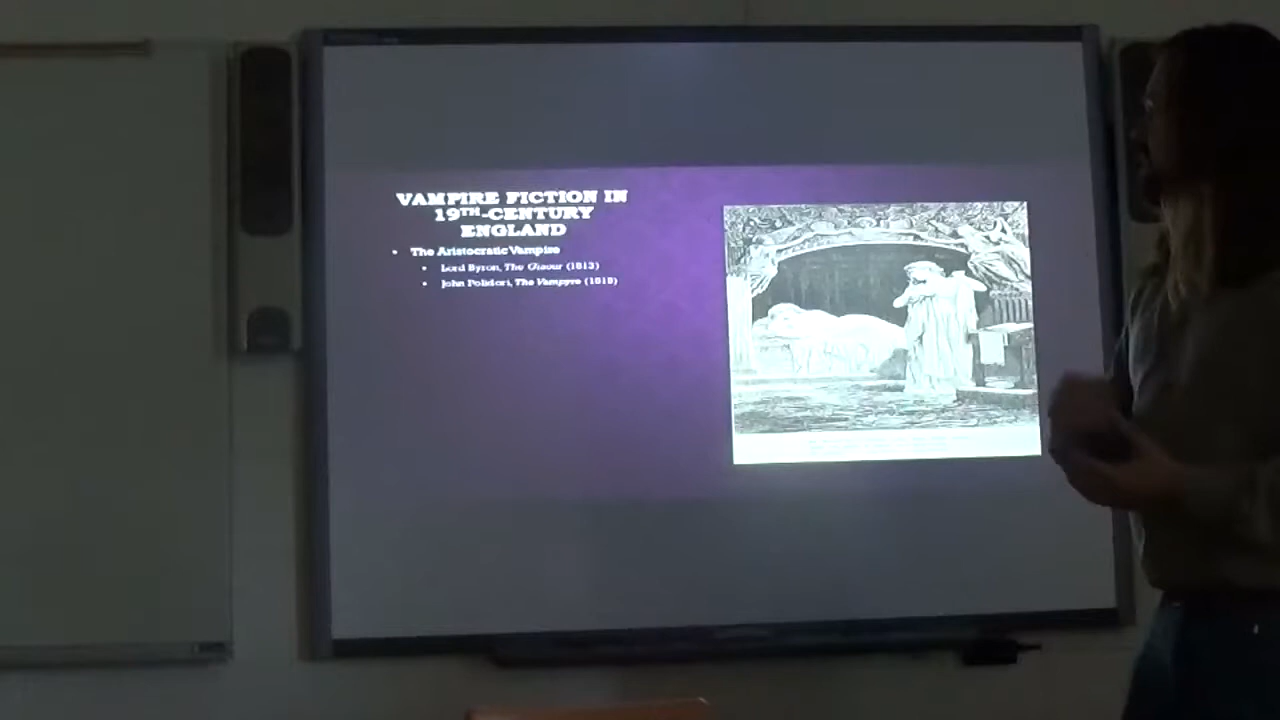 VAMPIRE FICTION IN
19TH-CENTURY
ENGLAND
• The Aristocratic Vampire
• Lord Byron, The Giaour (1813)
• John Polidori, The Vampyre (1819)